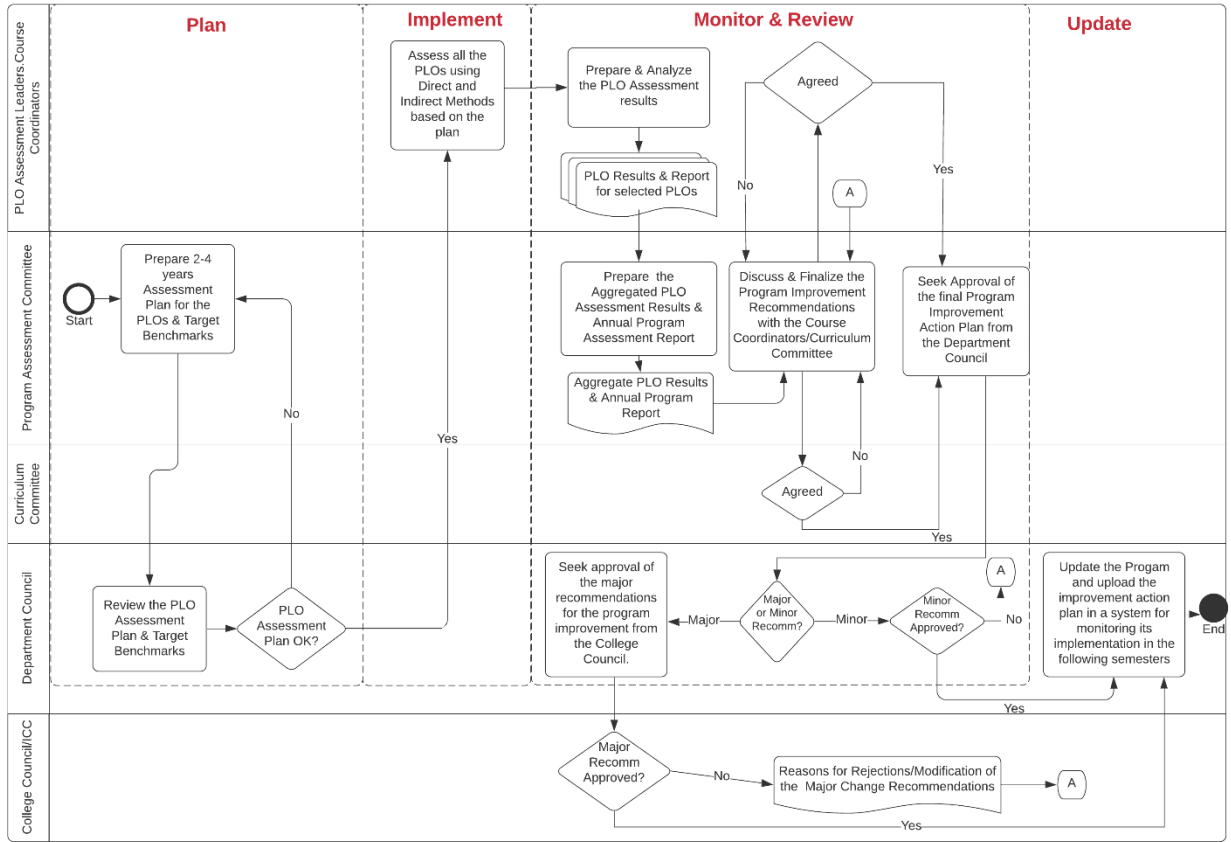 Plan
Implement
Monitor & Review
Update
PLO Assessment Leaders.Course
Coordinators
Assess all the
PLOs using
Direct and
Indirect Methods
based on the
plan
Prepare & Analyze
the PLO Assessment
results
PLO Results & Report
for selected PLOs
Agreed
No
Yes
A
Program Assessment Committee
Start
Prepare 2-4
years
Assessment
Plan for the
PLOs & Target
Benchmarks
No
Yes
Prepare the
Aggregated PLO
Assessment Results &
Annual Program
Assessment Report
Aggregate PLO Results
& Annual Program
Report
Discuss & Finalize the
Program Improvement
Recommendations
with the Course
Coordinators/Curriculum
Committee
Seek Approval of
the final Program
Improvement
Action Plan from
the Department
Council
Curriculum
Committee
Agreed
No
Yes
Department Council
Review the PLO
Assessment
Plan & Target
Benchmarks
PLO
Assessment
Plan OK?
Seek approval of
the major
recommendations
for the program
improvement from
the College
Council.
Major
Major
or Minor
Recomm?
Minor
Minor
Recomm
Approved?
No
A
Yes
Update the Progam
and upload the
improvement action
plan in a system for
monitoring its
implementation in the
following semesters
End
College Council/ICC
Major
Recomm
Approved?
No
Reasons for Rejections/Modification of
the Major Change Recommendations
A
Yes